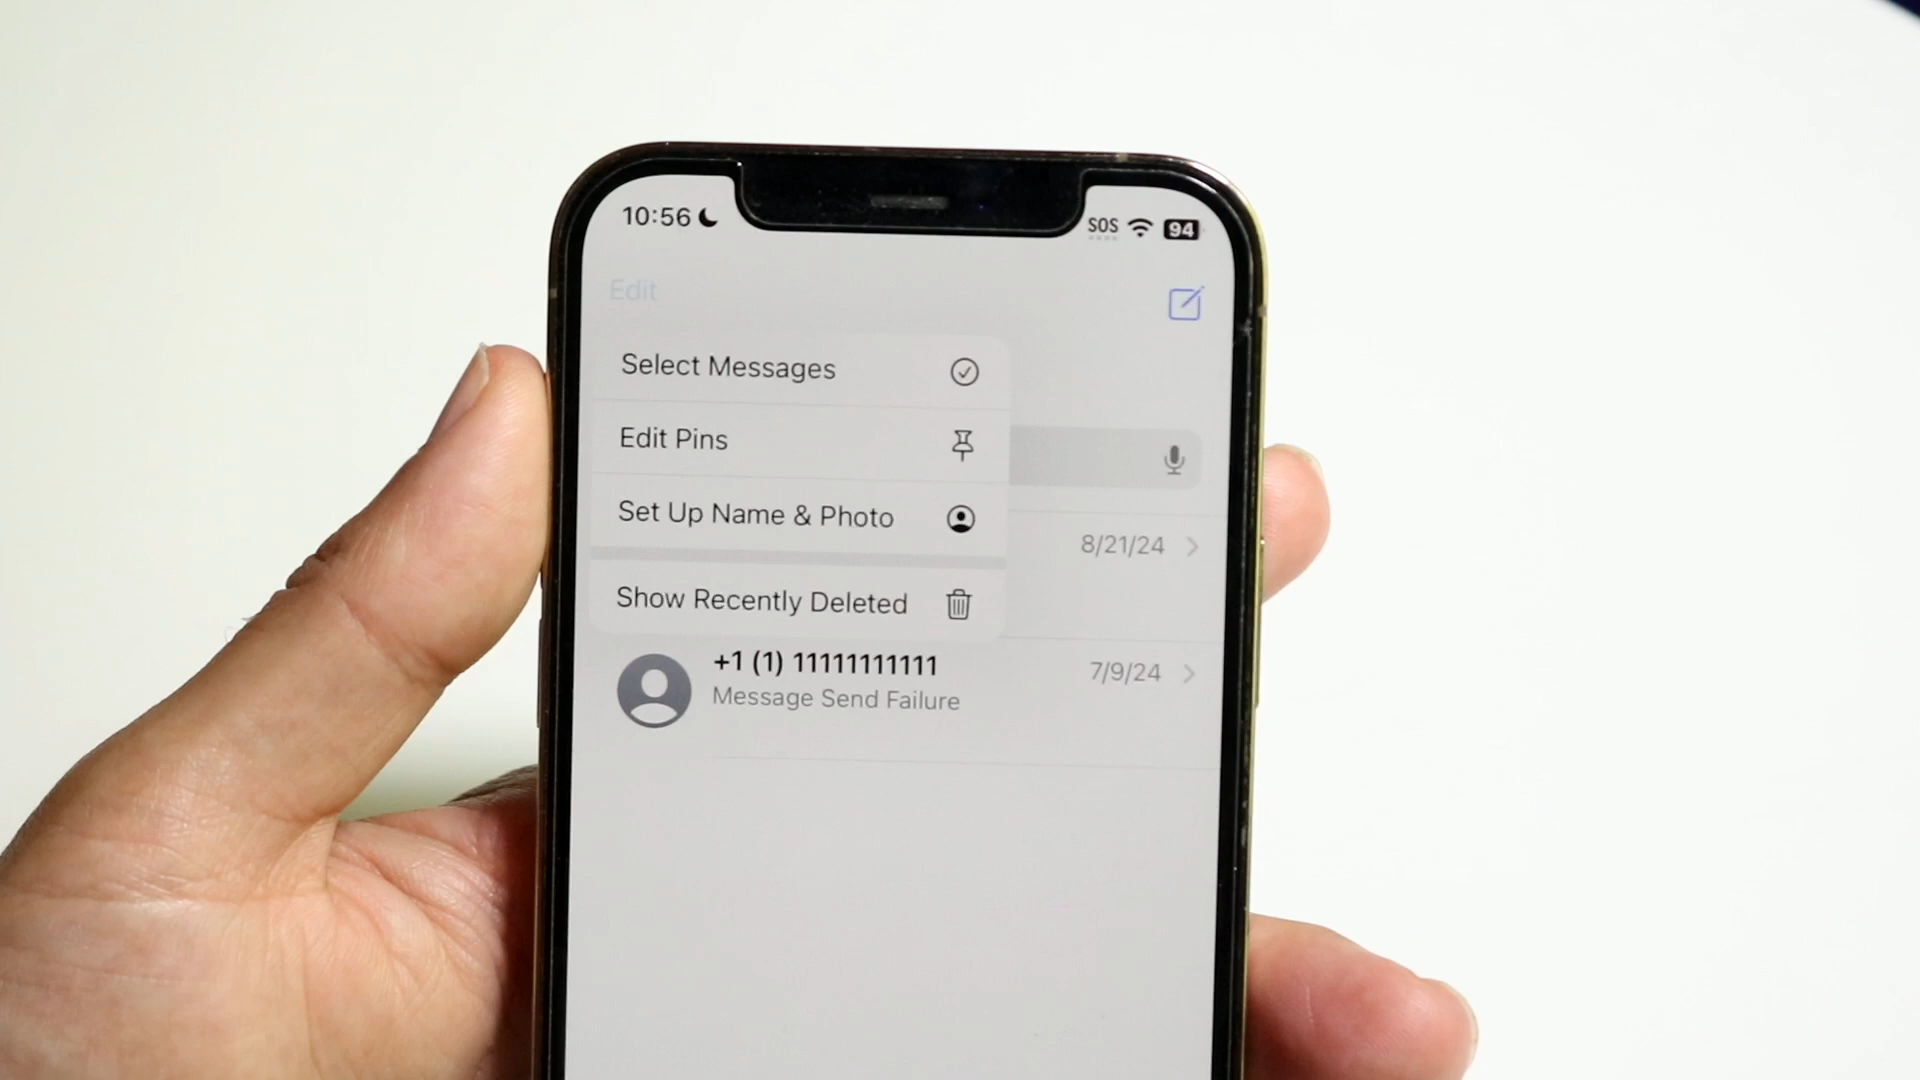 10:56
SOS 94
Edit
Select Messages
Edit Pins
Set Up Name & Photo
8/21/24
Show Recently Deleted
+1 (1) 11111111111
7/9/24
Message Send Failure